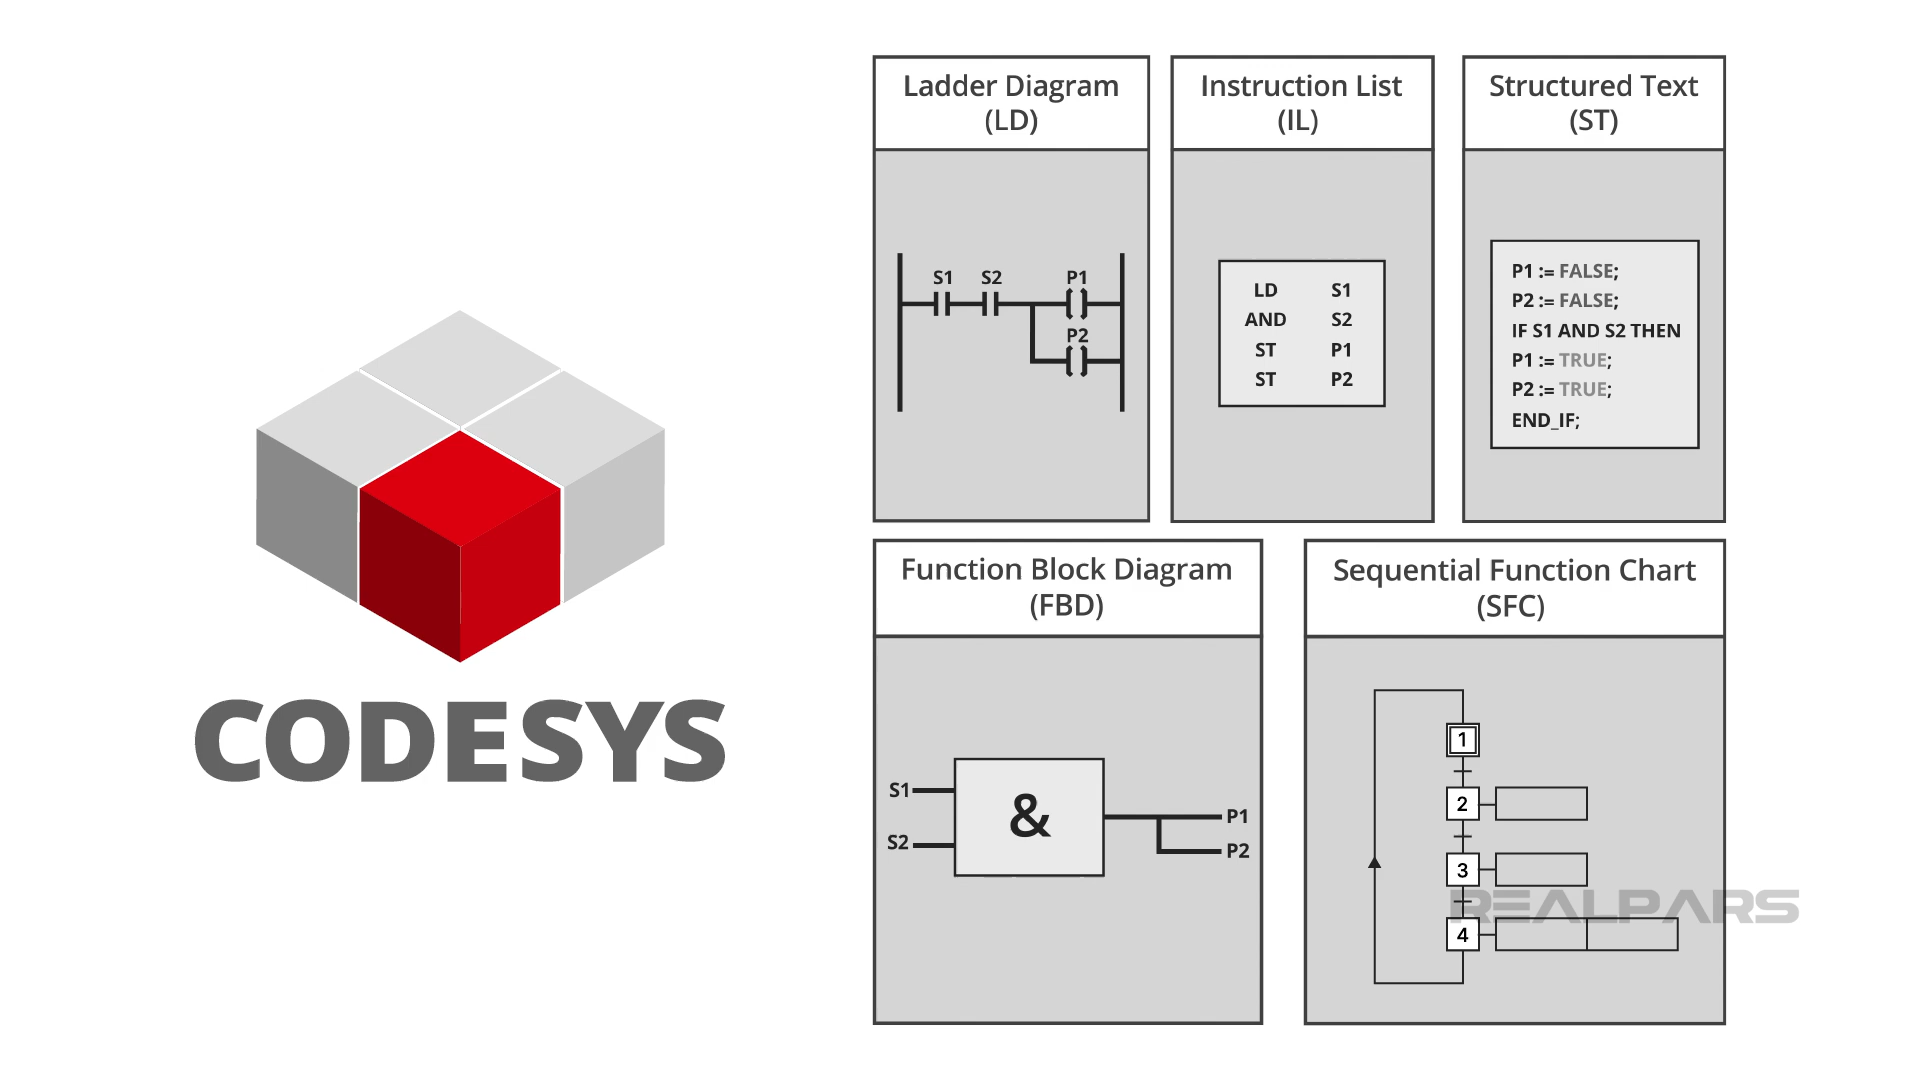 CODESYS
Ladder Diagram
(LD)
S1 S2 P1
P2
Instruction List
(IL)
LD S1
AND S2
ST P1
ST P2
Structured Text
(ST)
P1 := FALSE;
P2 := FALSE;
IF S1 AND S2 THEN
P1 := TRUE;
P2 := TRUE;
END_IF;
Function Block Diagram
(FBD)
S1
S2
&
P1
P2
Sequential Function Chart
(SFC)
1
2
3
4
REALPARS